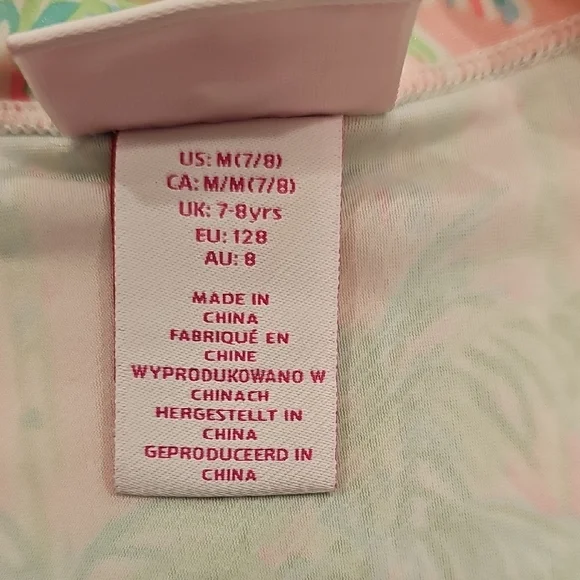 US: M(7/8)
CA: M/M(7/8)
UK: 7-8yrs
EU: 128
AU: 8
MADE IN
CHINA
FABRIQUÉ EN
CHINE
WYPRODUKOWANO W
CHINACH
HERGESTELLT IN
CHINA
GEPRODUCEERD IN
CHINA